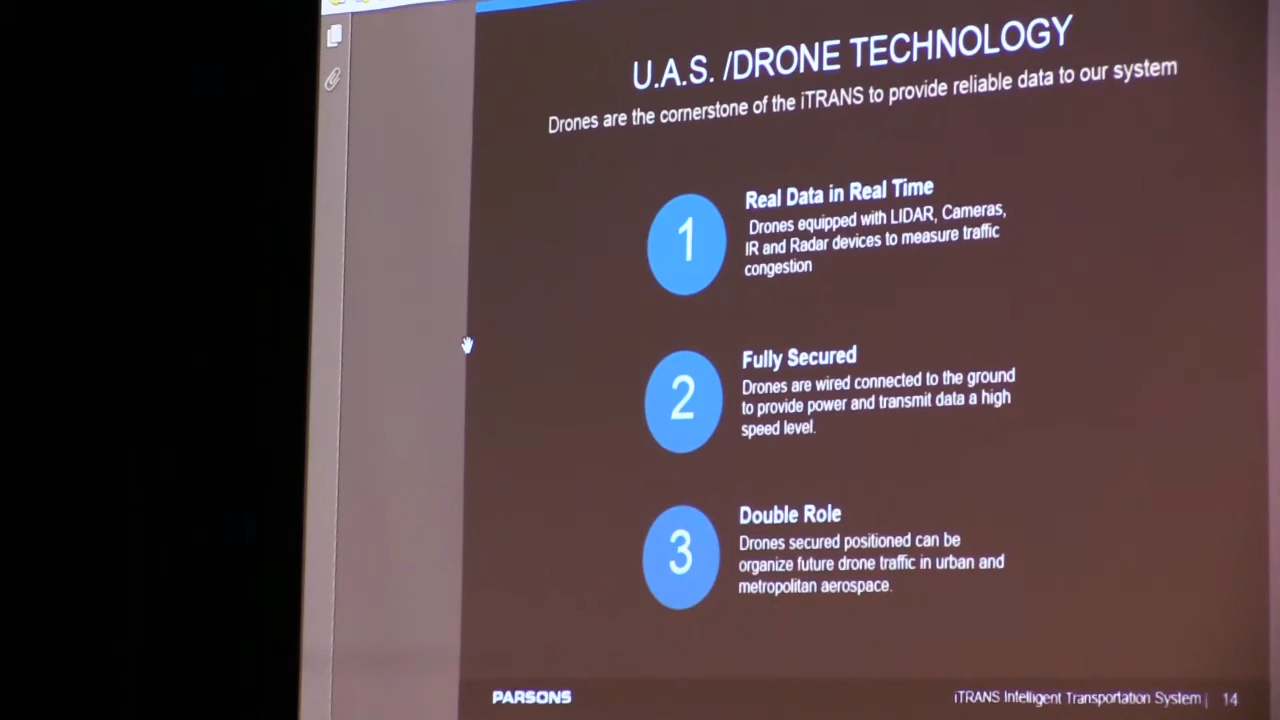 U.A.S. /DRONE TECHNOLOGY
Drones are the cornerstone of the iTRANS to provide reliable data to our system
1
Real Data in Real Time
Drones equipped with LIDAR, Cameras,
IR and Radar devices to measure traffic
congestion
2
Fully Secured
Drones are wired connected to the ground
to provide power and transmit data a high
speed level.
3
Double Role
Drones secured positioned can be
organize future drone traffic in urban and
metropolitan aerospace.
PARSONS
iTRANS Intelligent Transportation System | 14